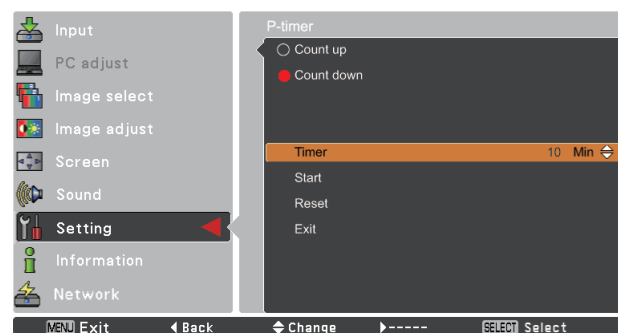 Input
PC adjust
Image select
Image adjust
Screen
Sound
Setting
Information
Network
P-timer
Count up
Count down
Timer 10 Min
Start
Reset
Exit
MENU Exit Back Change ----- SELECT Select